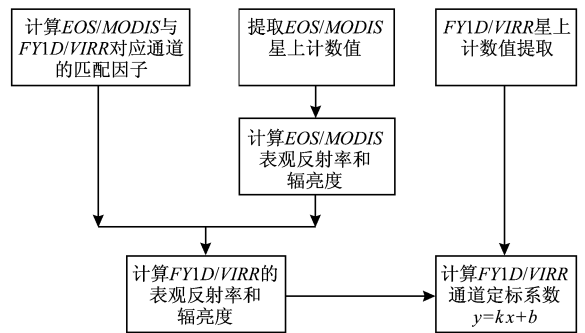 计算EOS/MODIS与
FY1D/VIRR对应通道
的匹配因子
提取EOS/MODIS
星上计数值
FY1D/VIRR星上
计数值提取
计算EOS/MODIS
表观反射率和
辐亮度
计算FY1D/VIRR的
表观反射率和
辐亮度
计算FY1D/VIRR
通道定标系数
y=kx+b